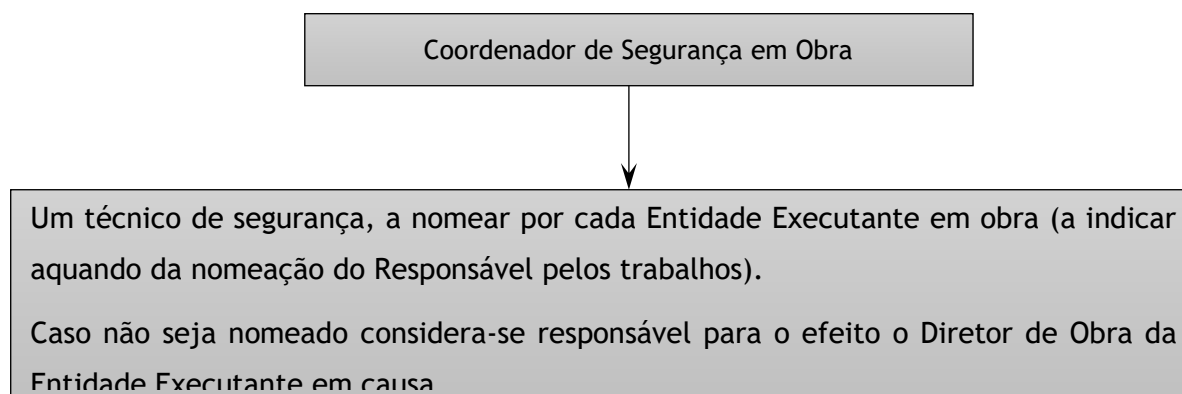 Coordenador de Segurança em Obra
Um técnico de segurança, a nomear por cada Entidade Executante em obra (a indicar
aquando da nomeação do Responsável pelos trabalhos).
Caso não seja nomeado considera-se responsável para o efeito o Diretor de Obra da
Entidade Executante em causa